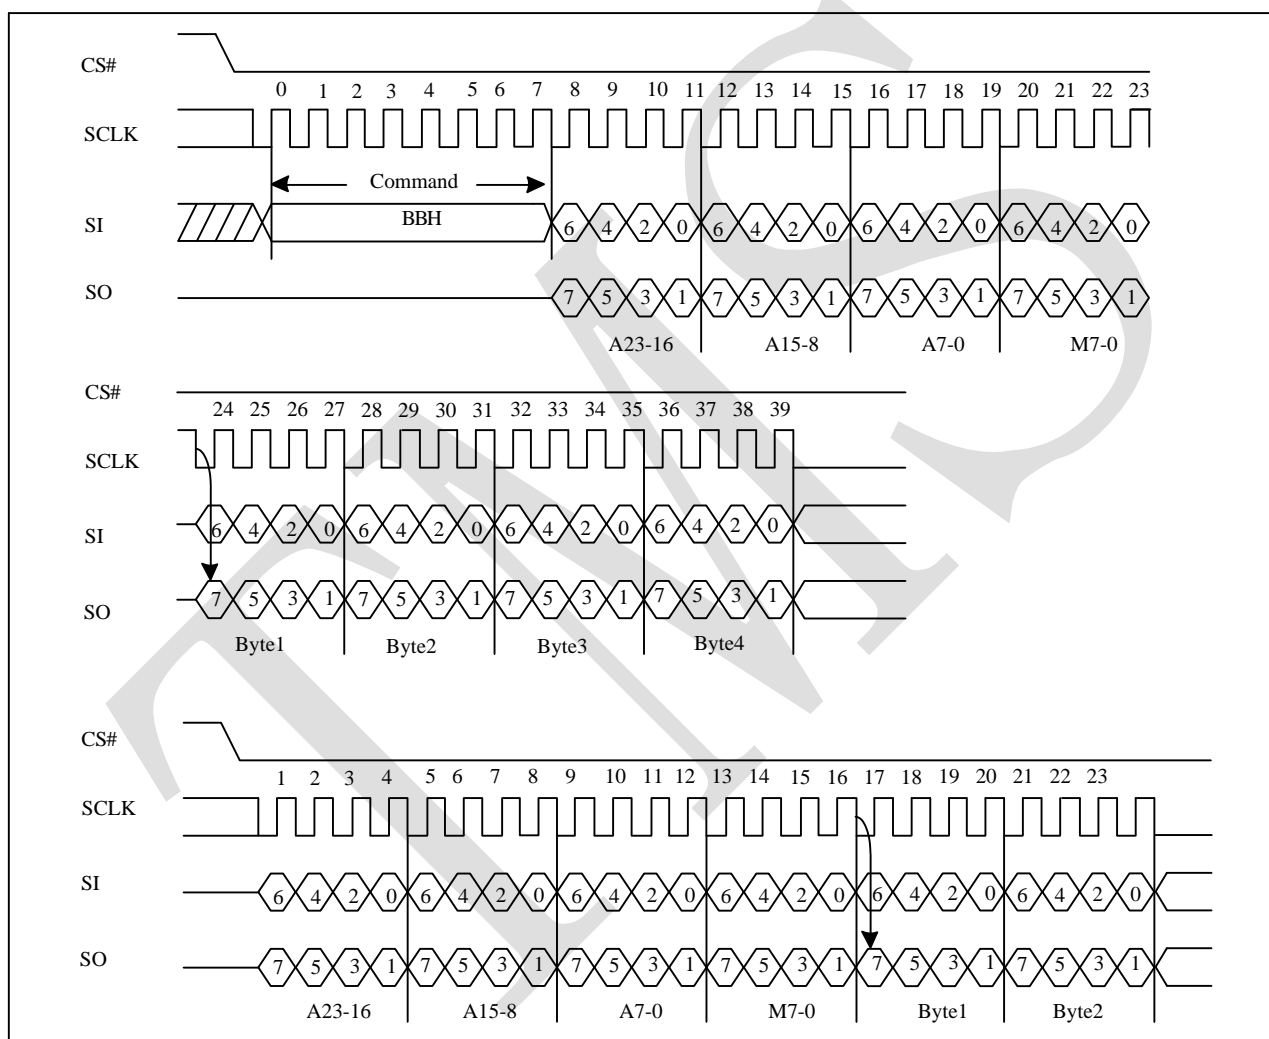 CS#
0 1 2 3 4 5 6 7 8 9 10 11 12 13 14 15 16 17 18 19 20 21 22 23
SCLK
Command
SI BBH 6 4 2 0 6 4 2 0 6 4 2 0 6 4 2 0
SO 7 5 3 1 7 5 3 1 7 5 3 1 7 5 3 1
A23-16 A15-8 A7-0 M7-0
CS#
24 25 26 27 28 29 30 31 32 33 34 35 36 37 38 39
SCLK
SI 6 4 2 0 6 4 2 0 6 4 2 0 6 4 2 0
SO 7 5 3 1 7 5 3 1 7 5 3 1 7 5 3 1
Byte1 Byte2 Byte3 Byte4
CS#
1 2 3 4 5 6 7 8 9 10 11 12 13 14 15 16 17 18 19 20 21 22 23
SCLK
SI 6 4 2 0 6 4 2 0 6 4 2 0 6 4 2 0 6 4 2 0 6 4 2 0
SO 7 5 3 1 7 5 3 1 7 5 3 1 7 5 3 1 7 5 3 1 7 5 3 1
A23-16 A15-8 A7-0 M7-0 Byte1 Byte2
TMS